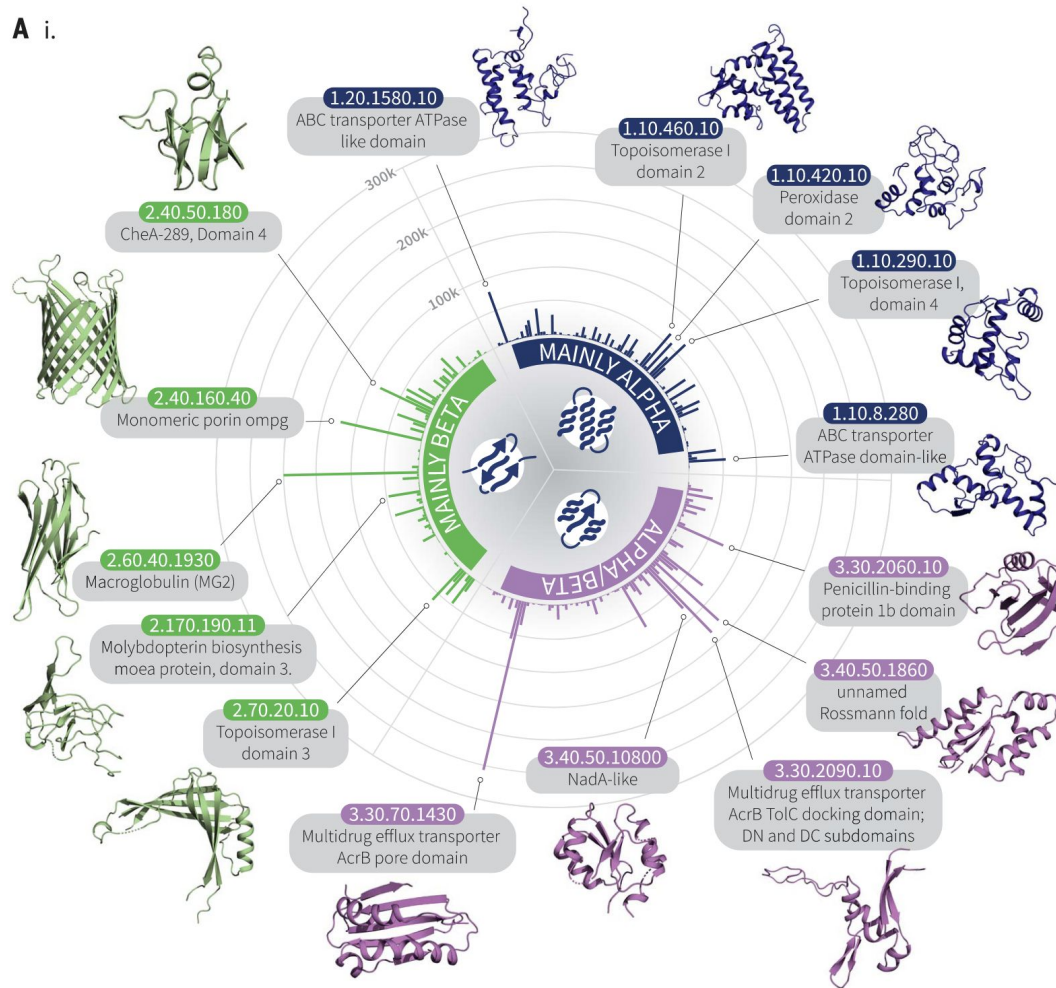 A i.
1.20.1580.10
ABC transporter ATPase
like domain
1.10.460.10
Topoisomerase I
domain 2
1.10.420.10
Peroxidase
domain 2
1.10.290.10
Topoisomerase I,
domain 4
1.10.8.280
ABC transporter
ATPase domain-like
3.30.2060.10
Penicillin-binding
protein 1b domain
3.40.50.1860
unnamed
Rossmann fold
3.30.2090.10
Multidrug efflux transporter
AcrB TolC docking domain;
DN and DC subdomains
3.40.50.10800
NadA-like
3.30.70.1430
Multidrug efflux transporter
AcrB pore domain
2.70.20.10
Topoisomerase I
domain 3
2.170.190.11
Molybdopterin biosynthesis
moea protein, domain 3.
2.60.40.1930
Macroglobulin (MG2)
2.40.160.40
Monomeric porin ompg
2.40.50.180
CheA-289, Domain 4
300k
200k
100k
MAINLY ALPHA
MAINLY BETA
ALPHA/BETA